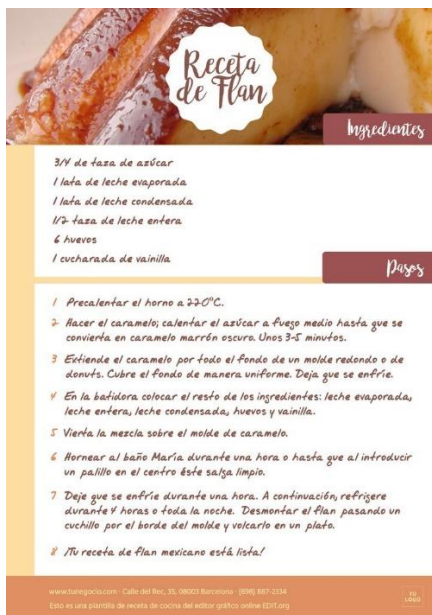 Receta
de Flan
Ingredientes
3/4 de taza de azúcar
1 lata de leche evaporada
1 lata de leche condensada
1/2 taza de leche entera
6 huevos
1 cucharada de vainilla
Pasos
1 Precalentar el horno a 220°C.
2 Hacer el caramelo; calentar el azúcar a fuego medio hasta que se
convierta en caramelo marrón oscuro. Unos 3-5 minutos.
3 Extiende el caramelo por todo el fondo de un molde redondo o de
donuts. Cubre el fondo de manera uniforme. Deja que se enfríe.
4 En la batidora colocar el resto de los ingredientes: leche evaporada,
leche entera, leche condensada, huevos y vainilla.
5 Vierta la mezcla sobre el molde de caramelo.
6 Hornear al baño María durante una hora o hasta que al introducir
un palillo en el centro éste salga limpio.
7 Deje que se enfríe durante una hora. A continuación, refrigere
durante 4 horas o toda la noche. Desmontar el flan pasando un
cuchillo por el borde del molde y volcarlo en un plato.
8 ¡Tu receta de flan mexicano está lista!
www.tunegocio.com - Calle del Rec, 35, 08003 Barcelona - (698) 887-2334
Esto es una plantilla de receta de cocina del editor gráfico online EDIT.org
TU
LOGO